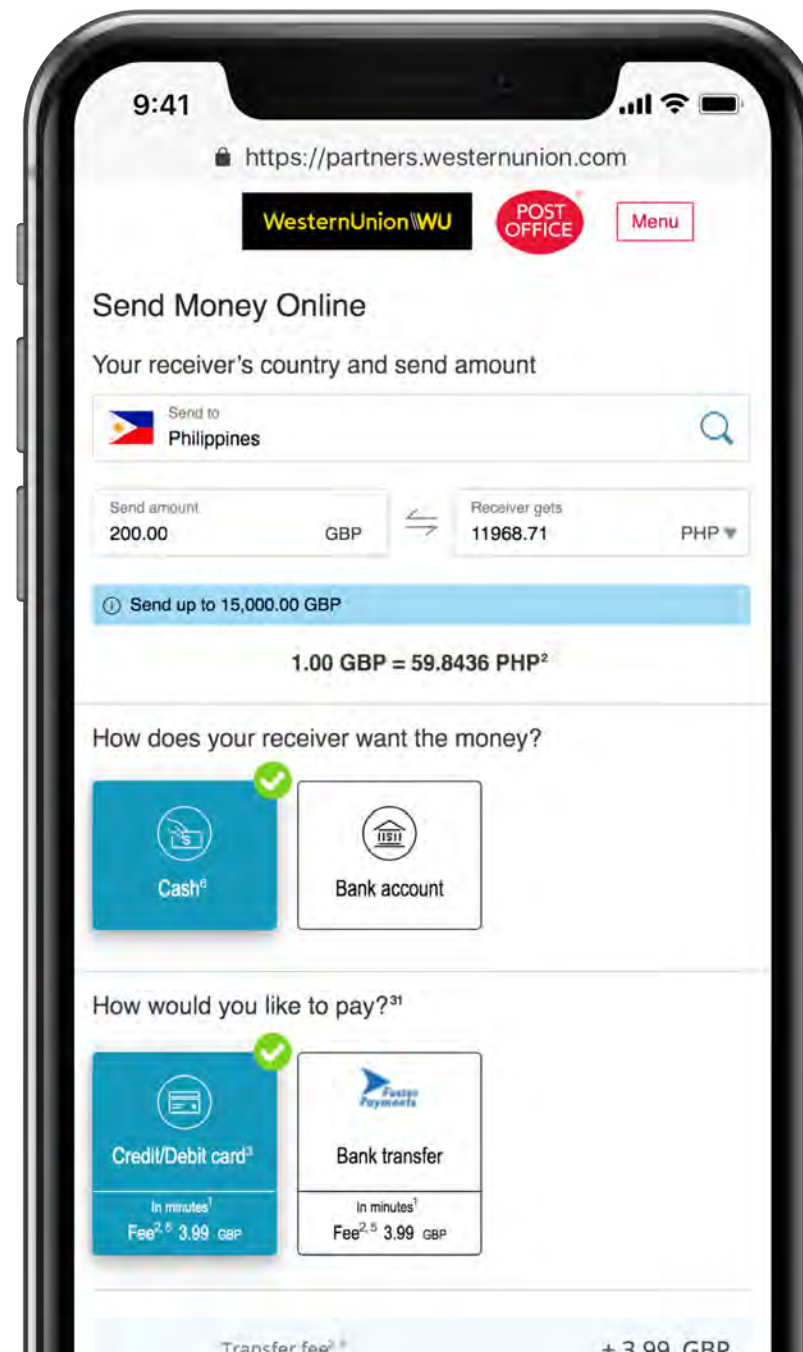 9:41
https://partners.westernunion.com
WesternUnion WU
POST OFFICE
Menu
Send Money Online
Your receiver's country and send amount
Send to
Philippines
Send amount
200.00 GBP
Receiver gets
11968.71 PHP
Send up to 15,000.00 GBP
1.00 GBP = 59.8436 PHP²
How does your receiver want the money?
Cash⁶
Bank account
How would you like to pay?³¹
Credit/Debit card³
In minutes¹
Fee²,⁵ 3.99 GBP
Faster
Payments
Bank transfer
In minutes¹
Fee²,⁵ 3.99 GBP
Transfer fee
+ 3.99 GBP